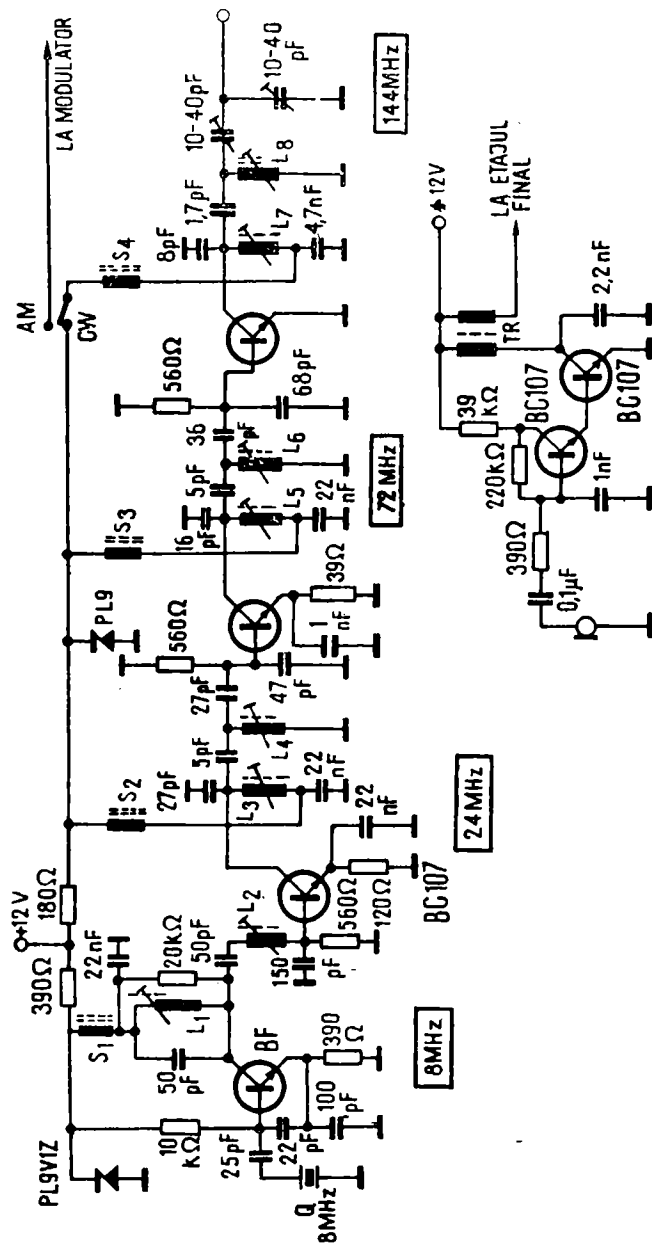 LA MODULATOR
AM
CW
S4
8pF
1,7pF
10-40pF
10-40
pF
L7
L8
4,7nF
144MHz
560Ω
36
pF
68pF
L6
5pF
16
pF
L5
22
nF
72MHz
S3
PL9
560Ω
39Ω
1
nF
27pF
47
pF
5pF
L4
27pF
L3
22
nF
24MHz
S2
180Ω
+12V
390Ω
22nF
20kΩ
50pF
L2
150
pF
560Ω
120Ω
22
nF
BC107
S1
L1
50
pF
BF
390
Ω
8MHz
PL9V1Z
10
kΩ
25pF
22
pF
100
pF
Q
8MHz
+12V
LA ETAJUL
FINAL
TR
2,2nF
39
kΩ
BC107
BC107
220kΩ
1nF
390Ω
0,1µF